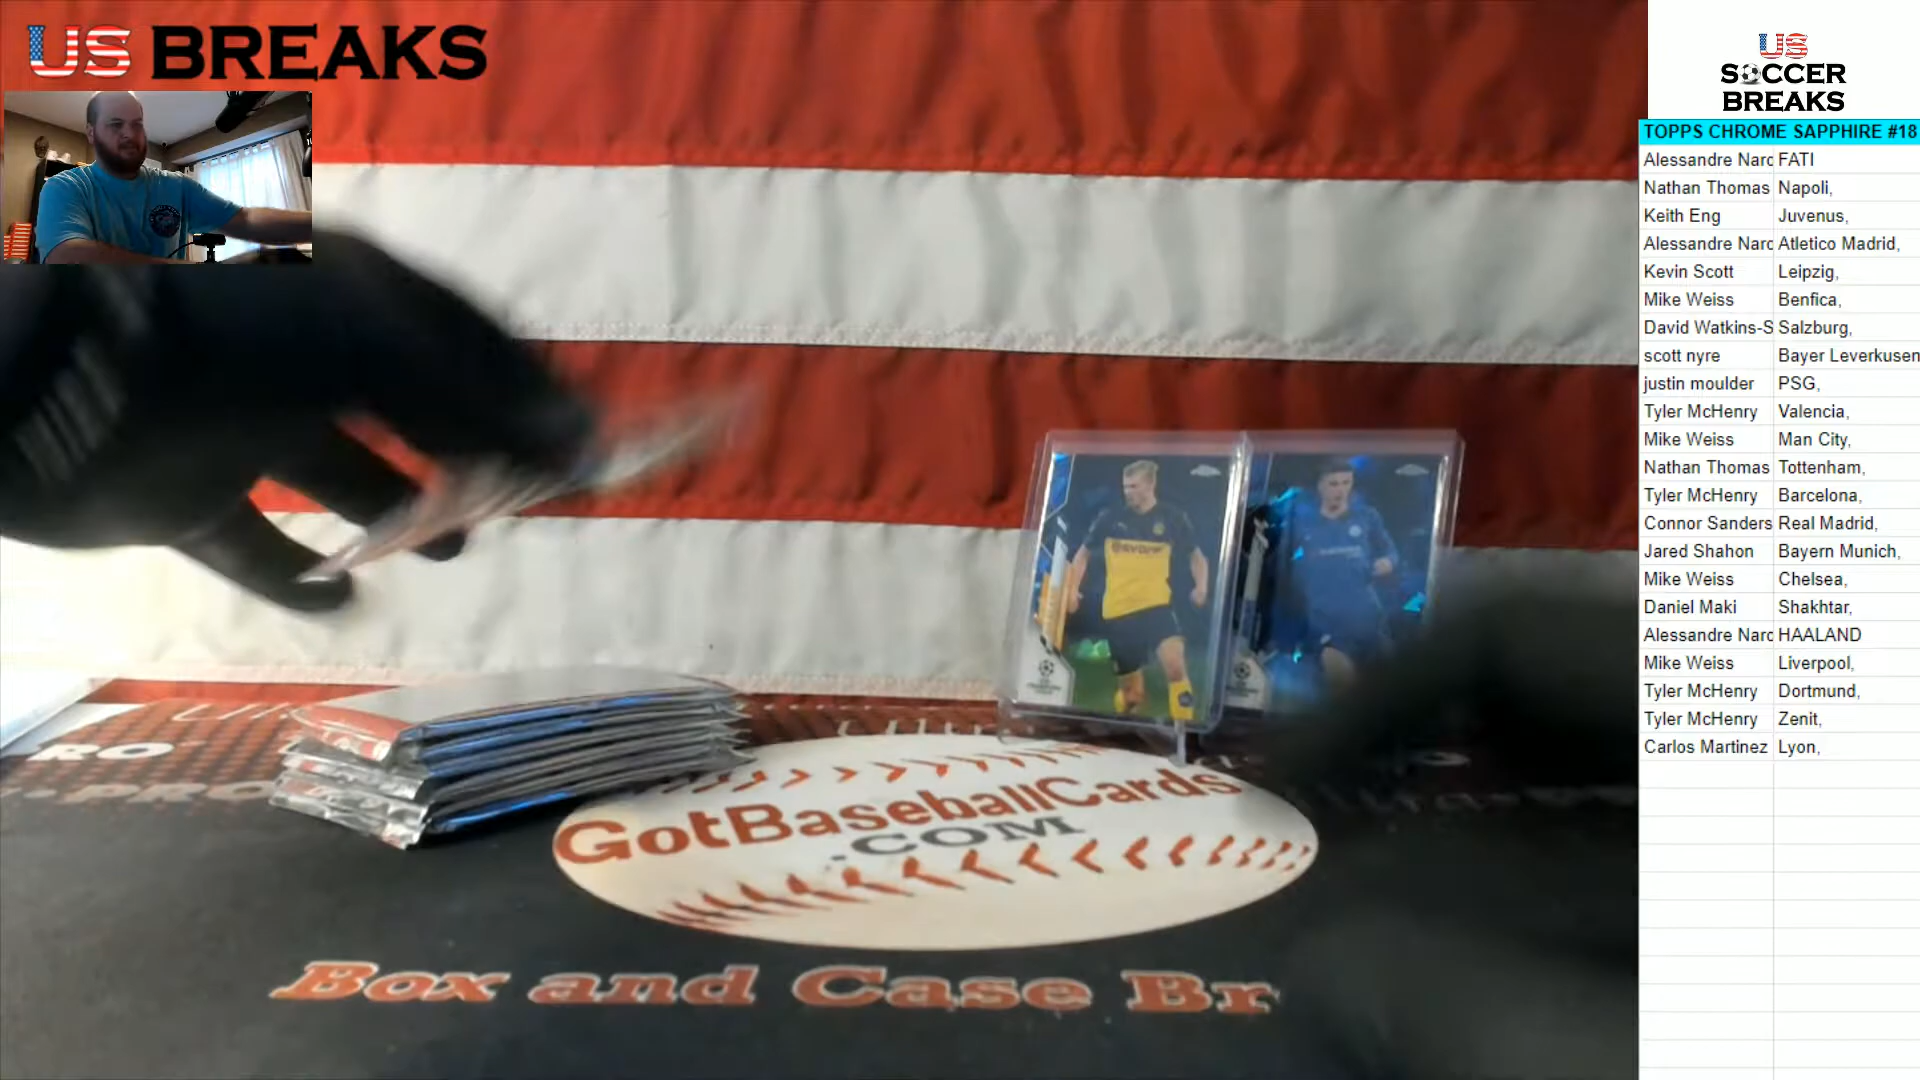 US BREAKS
US
SOCCER
BREAKS
TOPPS CHROME SAPPHIRE #18
Alessandre Narc FATI
Nathan Thomas Napoli,
Keith Eng Juvenus,
Alessandre Narc Atletico Madrid,
Kevin Scott Leipzig,
Mike Weiss Benfica,
David Watkins-S Salzburg,
scott nyre Bayer Leverkusen
justin moulder PSG,
Tyler McHenry Valencia,
Mike Weiss Man City,
Nathan Thomas Tottenham,
Tyler McHenry Barcelona,
Connor Sanders Real Madrid,
Jared Shahon Bayern Munich,
Mike Weiss Chelsea,
Daniel Maki Shakhtar,
Alessandre Narc HAALAND
Mike Weiss Liverpool,
Tyler McHenry Dortmund,
Tyler McHenry Zenit,
Carlos Martinez Lyon,
GotBaseballCards
.COM
Box and Case Br